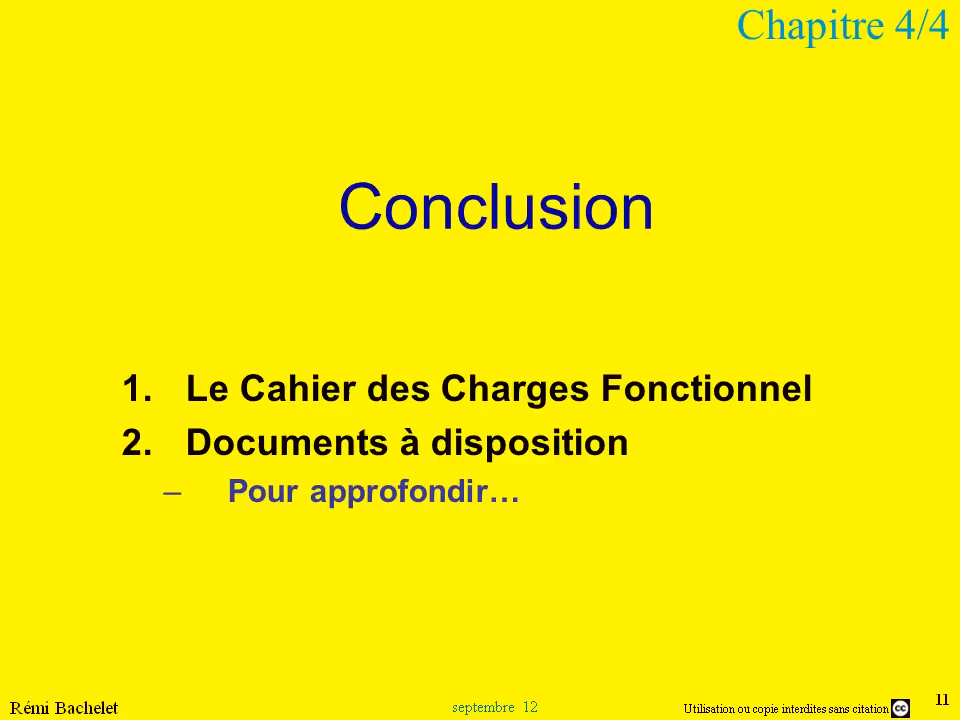 Chapitre 4/4
Conclusion
1. Le Cahier des Charges Fonctionnel
2. Documents à disposition
– Pour approfondir…
Rémi Bachelet
septembre 12
Utilisation ou copie interdites sans citation
cc
11